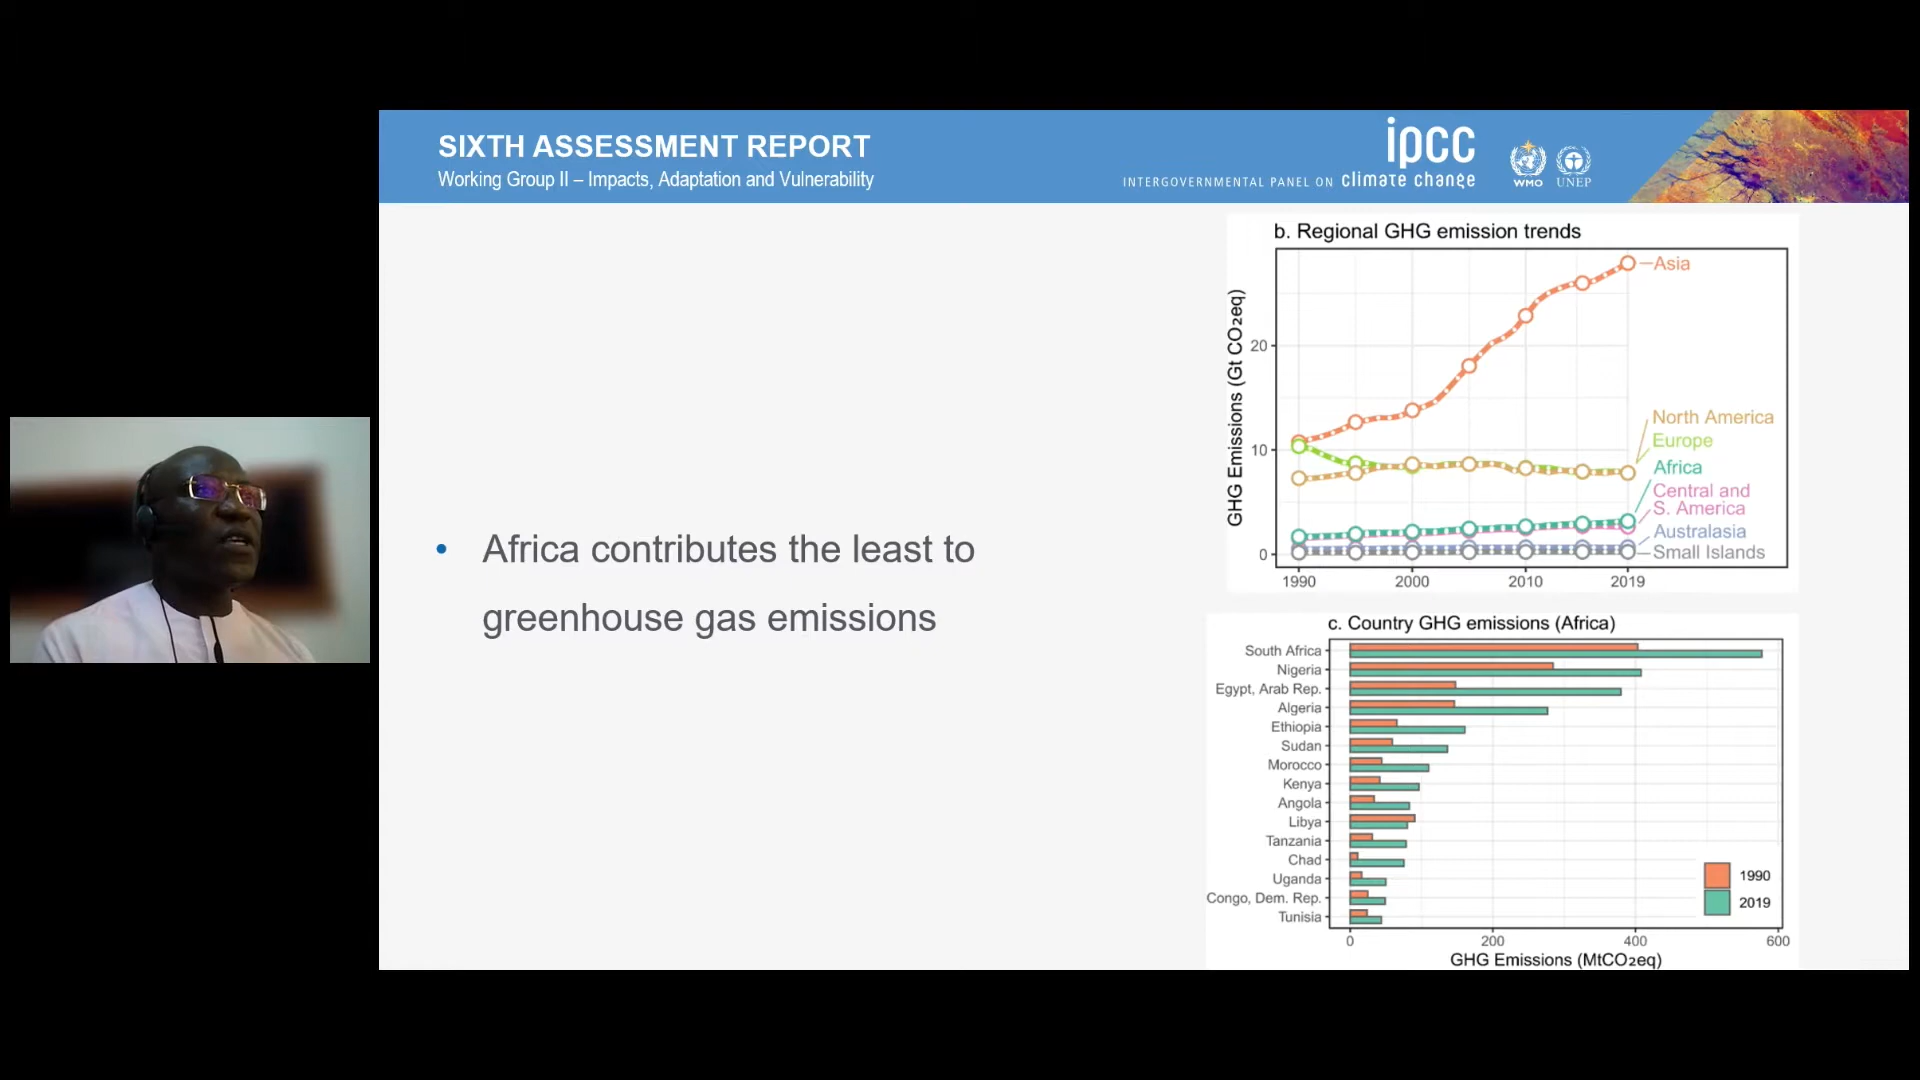 SIXTH ASSESSMENT REPORT
Working Group II – Impacts, Adaptation and Vulnerability
ipcc
INTERGOVERNMENTAL PANEL ON climate change
WMO
UNEP
• Africa contributes the least to
greenhouse gas emissions
b. Regional GHG emission trends
GHG Emissions (Gt CO₂eq)
20
10
0
1990
2000
2010
2019
Asia
North America
Europe
Africa
Central and
S. America
Australasia
Small Islands
c. Country GHG emissions (Africa)
South Africa
Nigeria
Egypt, Arab Rep.
Algeria
Ethiopia
Sudan
Morocco
Kenya
Angola
Libya
Tanzania
Chad
Uganda
Congo, Dem. Rep.
Tunisia
1990
2019
0
200
400
600
GHG Emissions (MtCO₂eq)